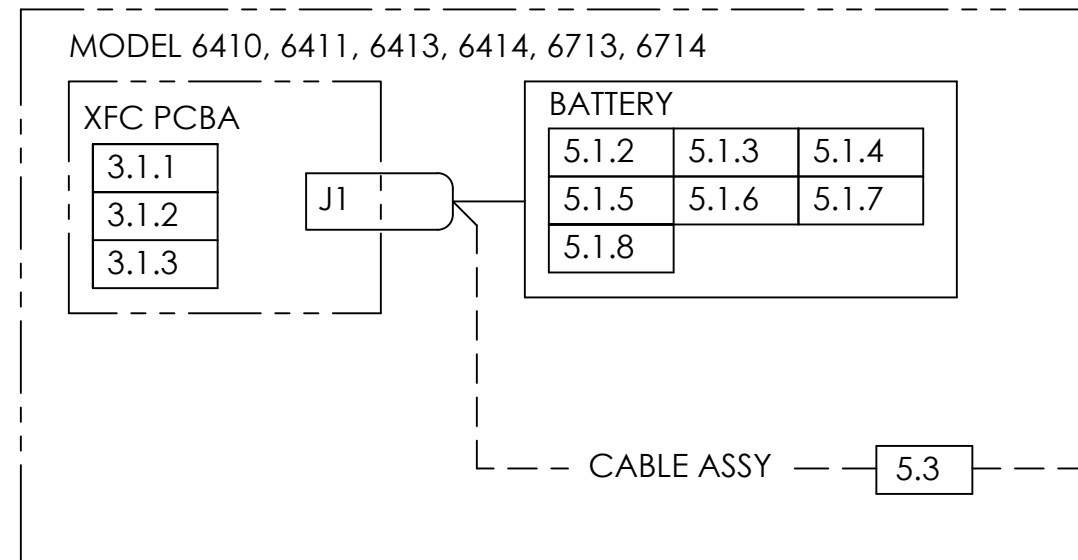 MODEL 6410, 6411, 6413, 6414, 6713, 6714
XFC PCBA
3.1.1
3.1.2
3.1.3
J1
BATTERY
5.1.2 5.1.3 5.1.4
5.1.5 5.1.6 5.1.7
5.1.8
CABLE ASSY
5.3